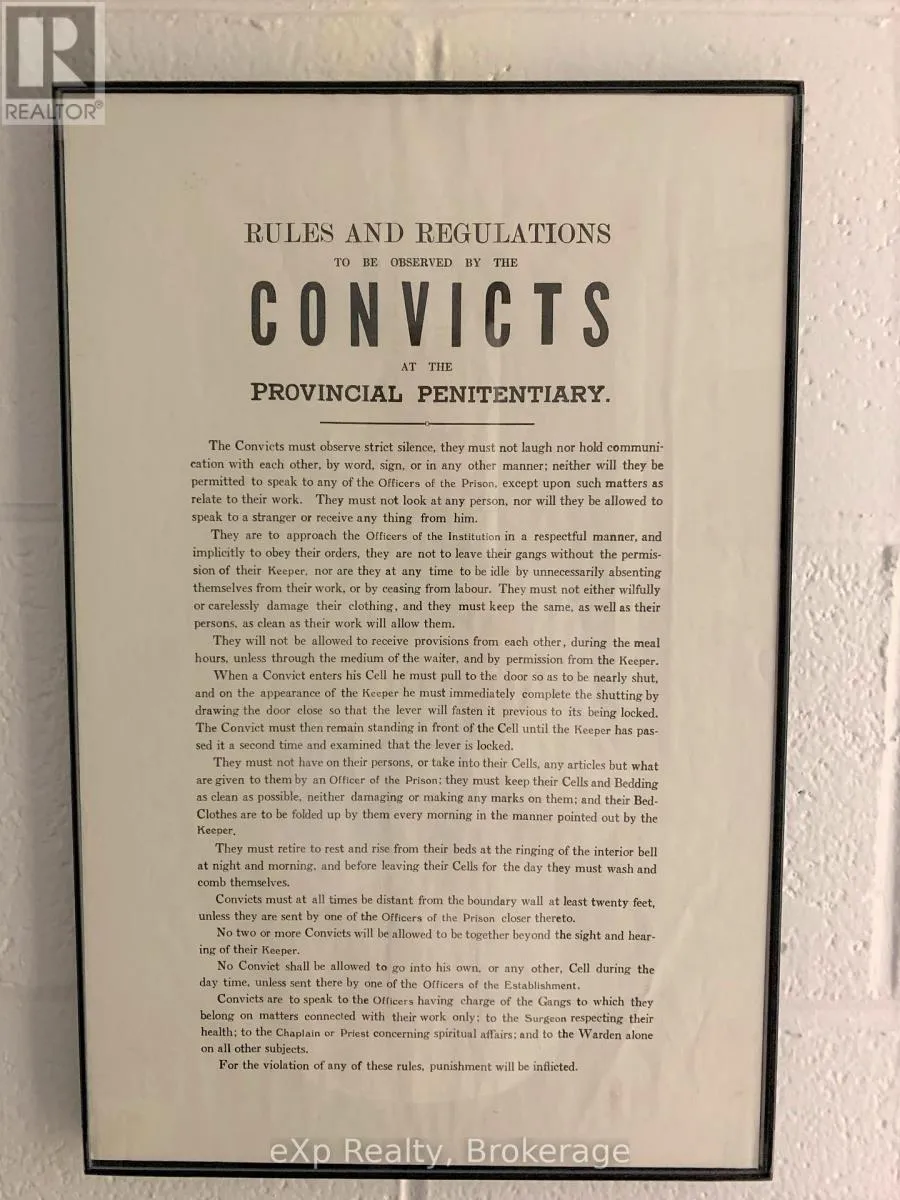 REALTOR®
RULES AND REGULATIONS
TO BE OBSERVED BY THE
CONVICTS
AT THE
PROVINCIAL PENITENTIARY.
The Convicts must observe strict silence, they must not laugh nor hold communi-
cation with each other, by word, sign, or in any other manner; neither will they be
permitted to speak to any of the Officers of the Prison, except upon such matters as
relate to their work. They must not look at any person, nor will they be allowed to
speak to a stranger or receive any thing from him.
They are to approach the Officers of the Institution in a respectful manner, and
implicitly to obey their orders, they are not to leave their gangs without the permis-
sion of their Keeper, nor are they at any time to be idle by unnecessarily absenting
themselves from their work, or by ceasing from labour. They must not either wilfully
or carelessly damage their clothing, and they must keep the same, as well as their
persons, as clean as their work will allow them.
They will not be allowed to receive provisions from each other, during the meal
hours, unless through the medium of the waiter, and by permission from the Keeper.
When a Convict enters his Cell he must pull to the door so as to be nearly shut,
and on the appearance of the Keeper he must immediately complete the shutting by
drawing the door close so that the lever will fasten it previous to its being locked.
The Convict must then remain standing in front of the Cell until the Keeper has pas-
sed it a second time and examined that the lever is locked.
They must not have on their persons, or take into their Cells, any articles but what
are given to them by an Officer of the Prison; they must keep their Cells and Bedding
as clean as possible, neither damaging or making any marks on them; and their Bed-
Clothes are to be folded up by them every morning in the manner pointed out by the
Keeper.
They must retire to rest and rise from their beds at the ringing of the interior bell
at night and morning, and before leaving their Cells for the day they must wash and
comb themselves.
Convicts must at all times be distant from the boundary wall at least twenty feet,
unless they are sent by one of the Officers of the Prison closer thereto.
No two or more Convicts will be allowed to be together beyond the sight and hear-
ing of their Keeper.
No Convict shall be allowed to go into his own, or any other, Cell during the
day time, unless sent there by one of the Officers of the Establishment.
Convicts are to speak to the Officers having charge of the Gangs to which they
belong on matters connected with their work only; to the Surgeon respecting their
health; to the Chaplain or Priest concerning spiritual affairs; and to the Warden alone
on all other subjects.
For the violation of any of these rules, punishment will be inflicted.
eXp Realty, Brokerage